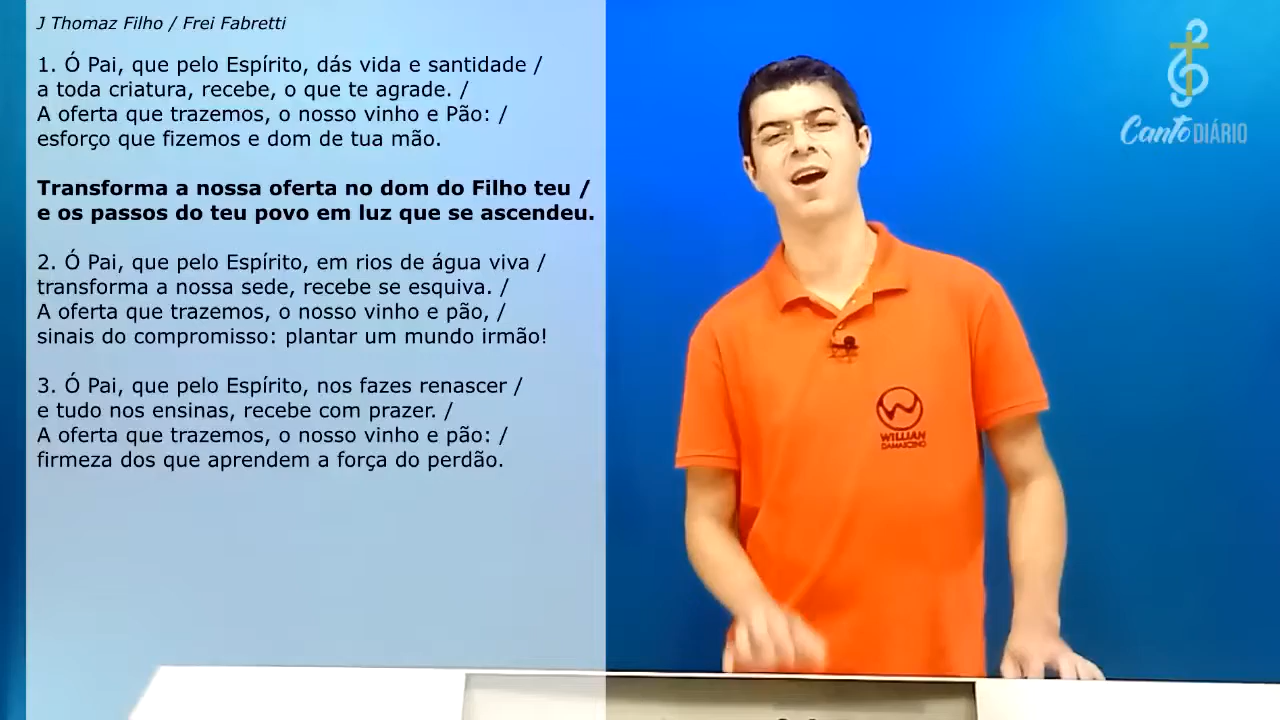 J Thomaz Filho / Frei Fabretti
1. Ó Pai, que pelo Espírito, dás vida e santidade /
a toda criatura, recebe, o que te agrade. /
A oferta que trazemos, o nosso vinho e Pão: /
esforço que fizemos e dom de tua mão.
Transforma a nossa oferta no dom do Filho teu /
e os passos do teu povo em luz que se ascendeu.
2. Ó Pai, que pelo Espírito, em rios de água viva /
transforma a nossa sede, recebe se esquiva. /
A oferta que trazemos, o nosso vinho e pão, /
sinais do compromisso: plantar um mundo irmão!
3. Ó Pai, que pelo Espírito, nos fazes renascer /
e tudo nos ensinas, recebe com prazer. /
A oferta que trazemos, o nosso vinho e pão: /
firmeza dos que aprendem a força do perdão.
Canto DIÁRIO
WILLIAN
DAMASCENO